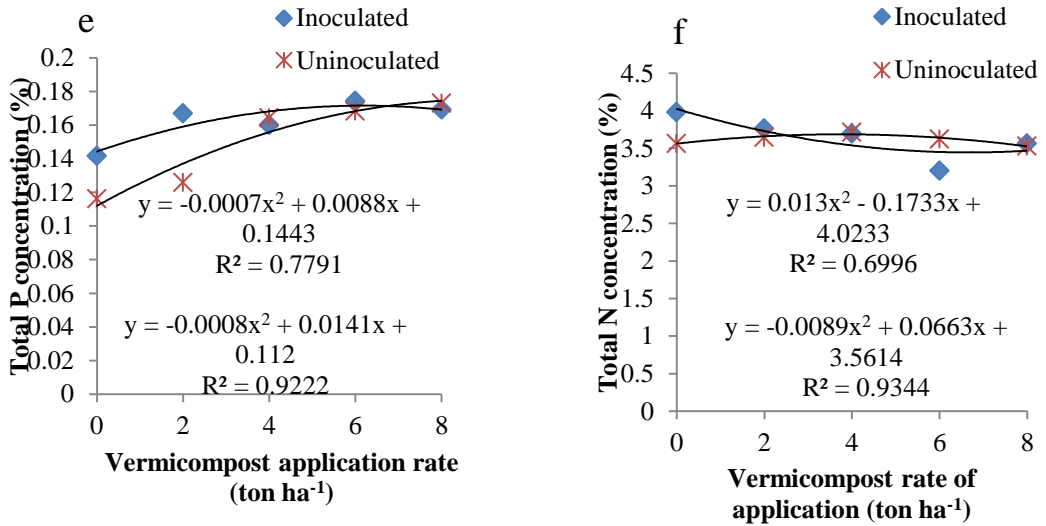 e
Inoculated
Uninoculated
Total P concentration (%)
0.2
0.18
0.16
0.14
0.12
0.1
0.08
0.06
0.04
0.02
0
y = -0.0007x² + 0.0088x +
0.1443
R² = 0.7791
y = -0.0008x² + 0.0141x +
0.112
R² = 0.9222
0 2 4 6 8
Vermicompost application rate
(ton ha⁻¹)
f
Inoculated
Uninoculated
Total N concentration (%)
4.5
4
3.5
3
2.5
2
1.5
1
0.5
0
y = 0.013x² - 0.1733x +
4.0233
R² = 0.6996
y = -0.0089x² + 0.0663x +
3.5614
R² = 0.9344
0 2 4 6 8
Vermicompost rate of
application (ton ha⁻¹)